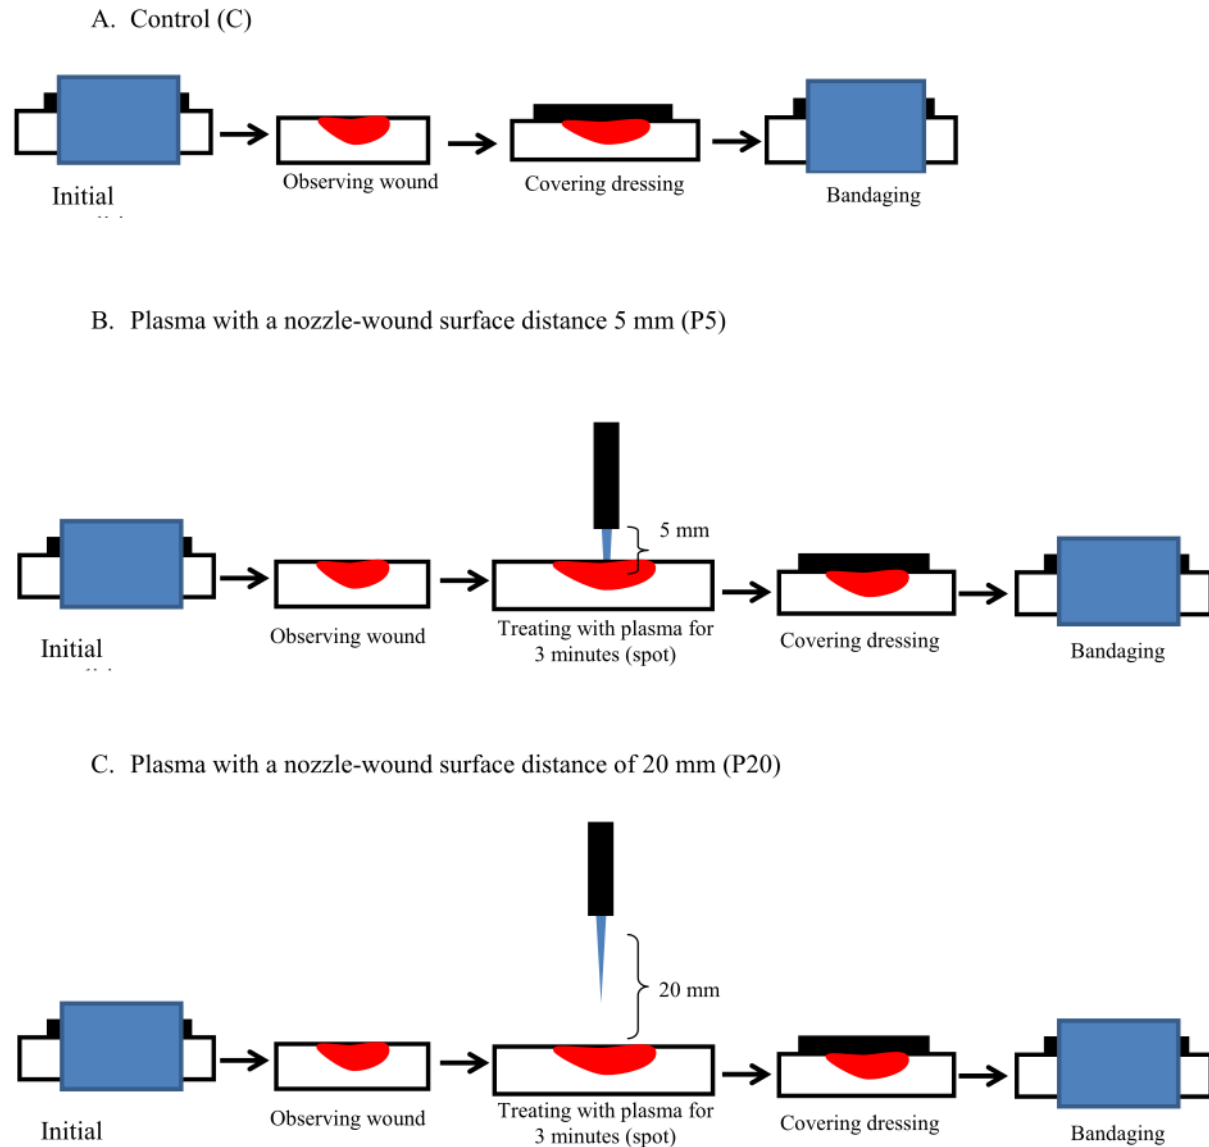 A. Control (C)
Initial
Observing wound
Covering dressing
Bandaging
B. Plasma with a nozzle-wound surface distance 5 mm (P5)
5 mm
Initial
Observing wound
Treating with plasma for
3 minutes (spot)
Covering dressing
Bandaging
C. Plasma with a nozzle-wound surface distance of 20 mm (P20)
20 mm
Initial
Observing wound
Treating with plasma for
3 minutes (spot)
Covering dressing
Bandaging